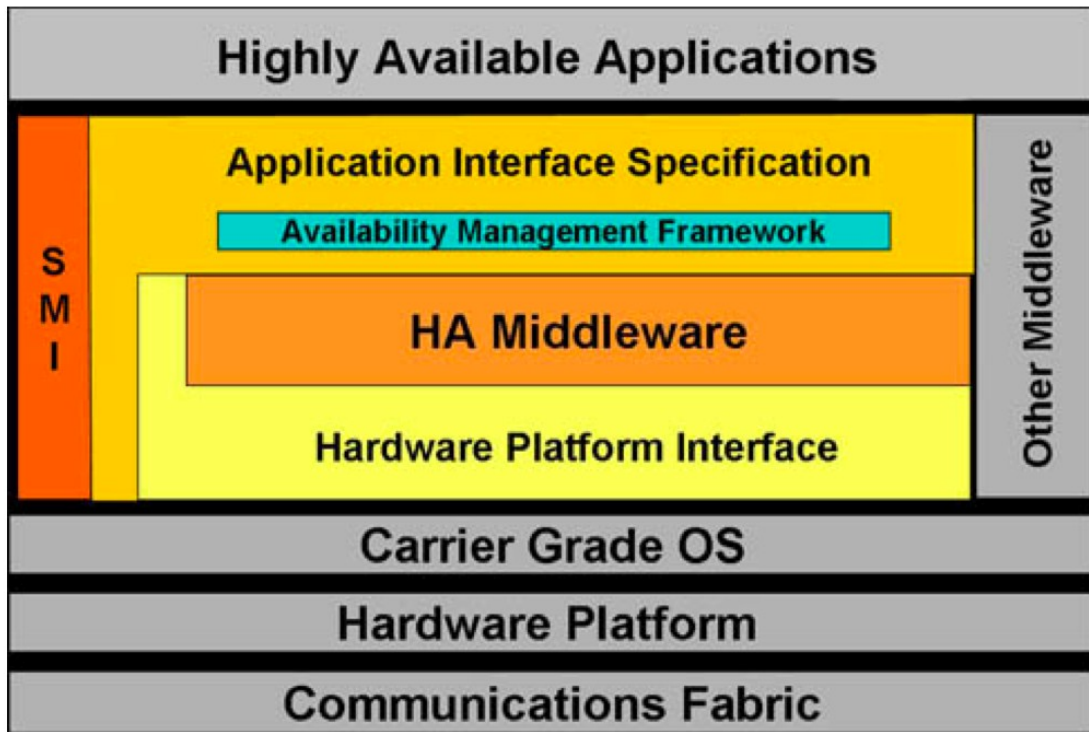 Highly Available Applications
SMI
Application Interface Specification
Availability Management Framework
HA Middleware
Hardware Platform Interface
Other Middleware
Carrier Grade OS
Hardware Platform
Communications Fabric